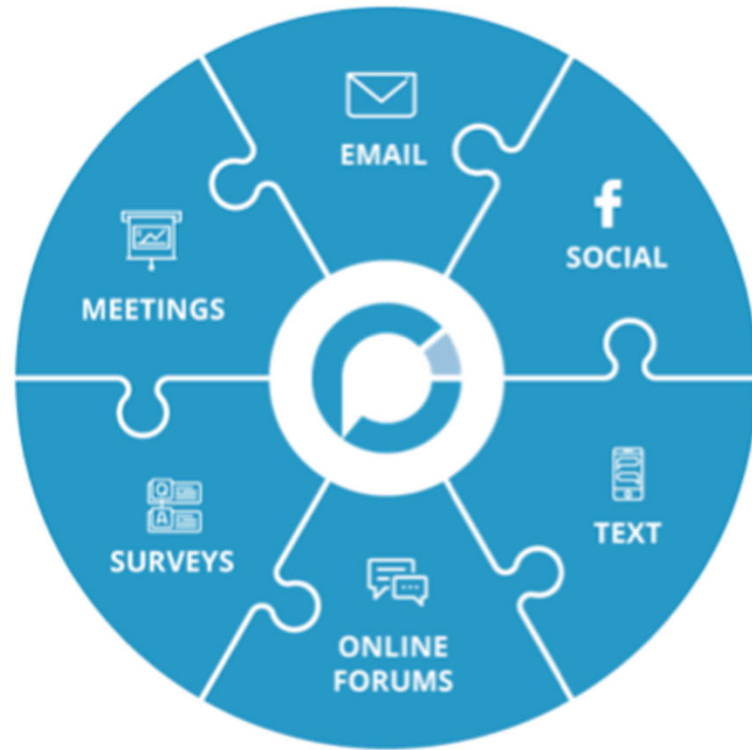 EMAIL
SOCIAL
MEETINGS
TEXT
Q
A
SURVEYS
ONLINE
FORUMS